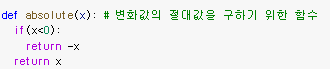 def absolute(x): # 변화값의 절대값을 구하기 위한 함수
  if(x<0):
    return -x
  return x